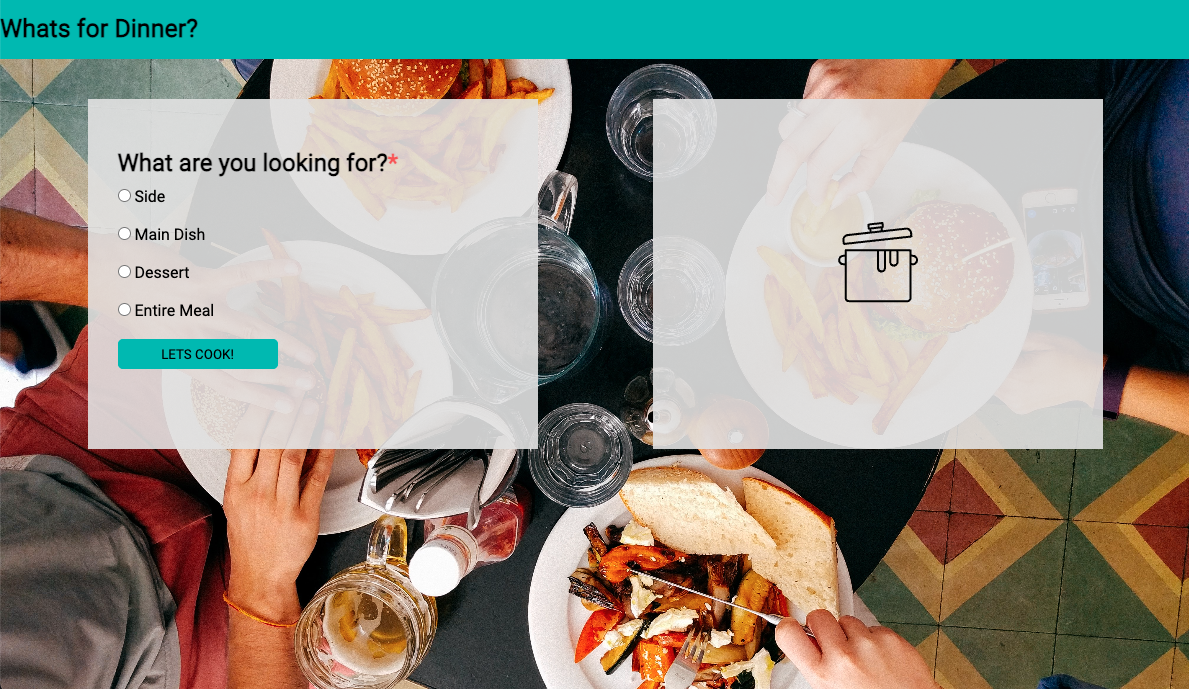 Whats for Dinner?
What are you looking for?*
Side
Main Dish
Dessert
Entire Meal
LETS COOK!